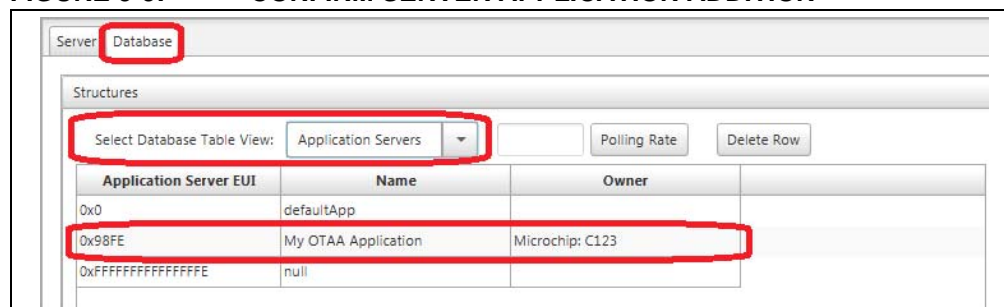 Server Database
Structures
Select Database Table View: Application Servers Polling Rate Delete Row
Application Server EUI Name Owner
0x0 defaultApp
0x98FE My OTAA Application Microchip: C123
0xFFFFFFFFFFFFFFFE null